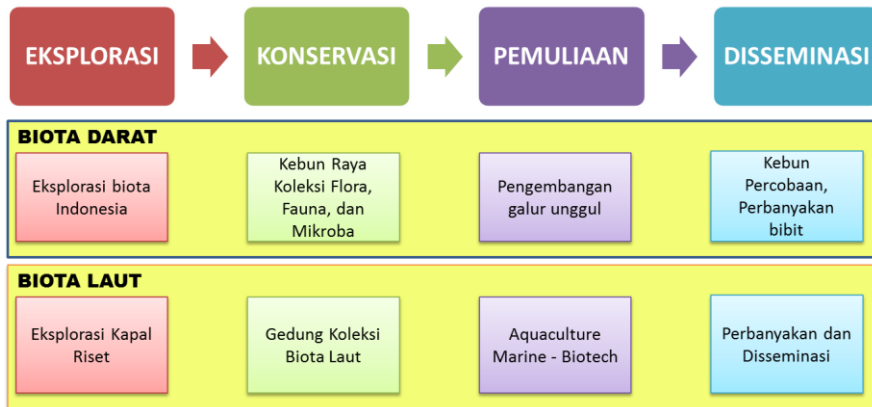 EKSPLORASI
KONSERVASI
PEMULIAAN
DISSEMINASI
BIOTA DARAT
Eksplorasi biota
Indonesia
Kebun Raya
Koleksi Flora,
Fauna, dan
Mikroba
Pengembangan
galur unggul
Kebun
Percobaan,
Perbanyakan
bibit
BIOTA LAUT
Eksplorasi Kapal
Riset
Gedung Koleksi
Biota Laut
Aquaculture
Marine - Biotech
Perbanyakan dan
Disseminasi